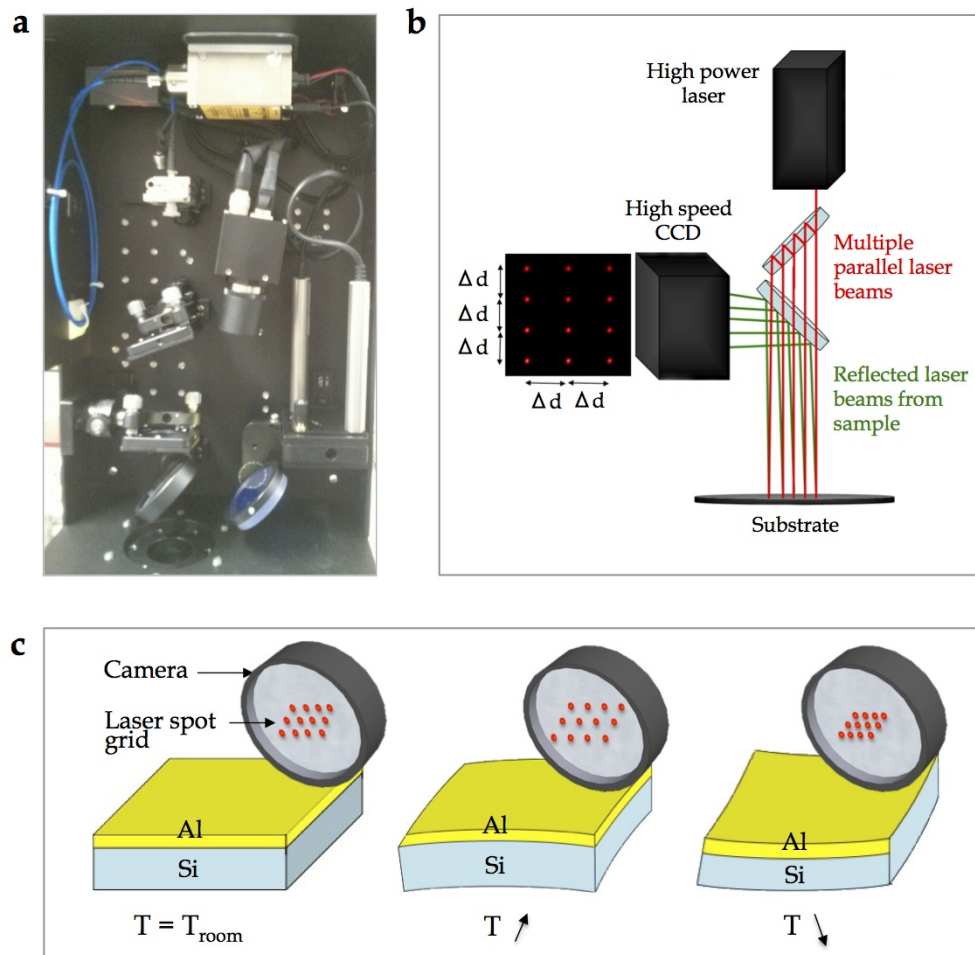 a
b
High power
laser
High speed
CCD
Multiple
parallel laser
beams
Δ d
Δ d
Δ d
Δ d
Δ d
Reflected laser
beams from
sample
Substrate
c
Camera
Laser spot
grid
Al
Si
Al
Si
Al
Si
T = Troom
T ↗
T ↘